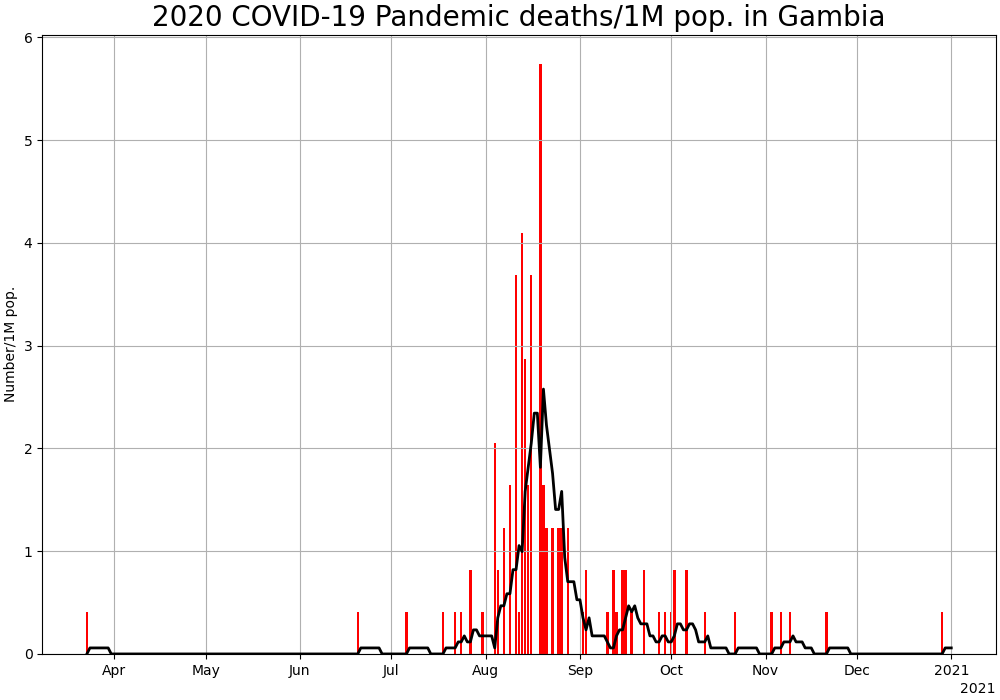 2020 COVID-19 Pandemic deaths/1M pop. in Gambia
Number/1M pop.
6
5
4
3
2
1
0
Apr May Jun Jul Aug Sep Oct Nov Dec 2021
2021